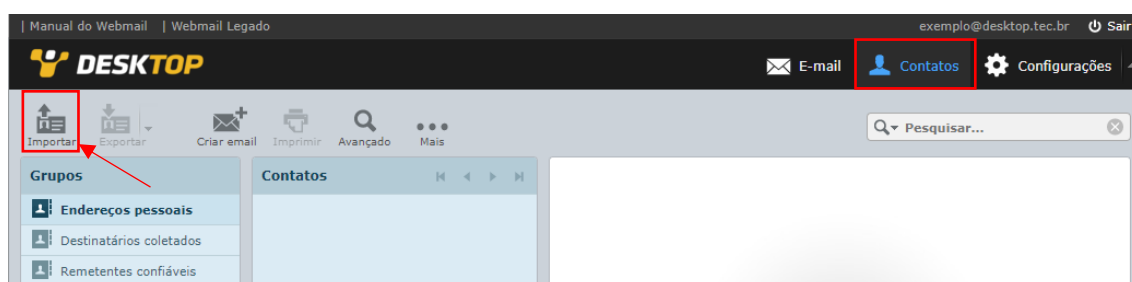 | Manual do Webmail | Webmail Legado
exemplo@desktop.tec.br Sair
DESKTOP
E-mail Contatos Configurações
Importar Exportar Criar email Imprimir Avançado Mais
Pesquisar...
Grupos
Endereços pessoais
Destinatários coletados
Remetentes confiáveis
Contatos